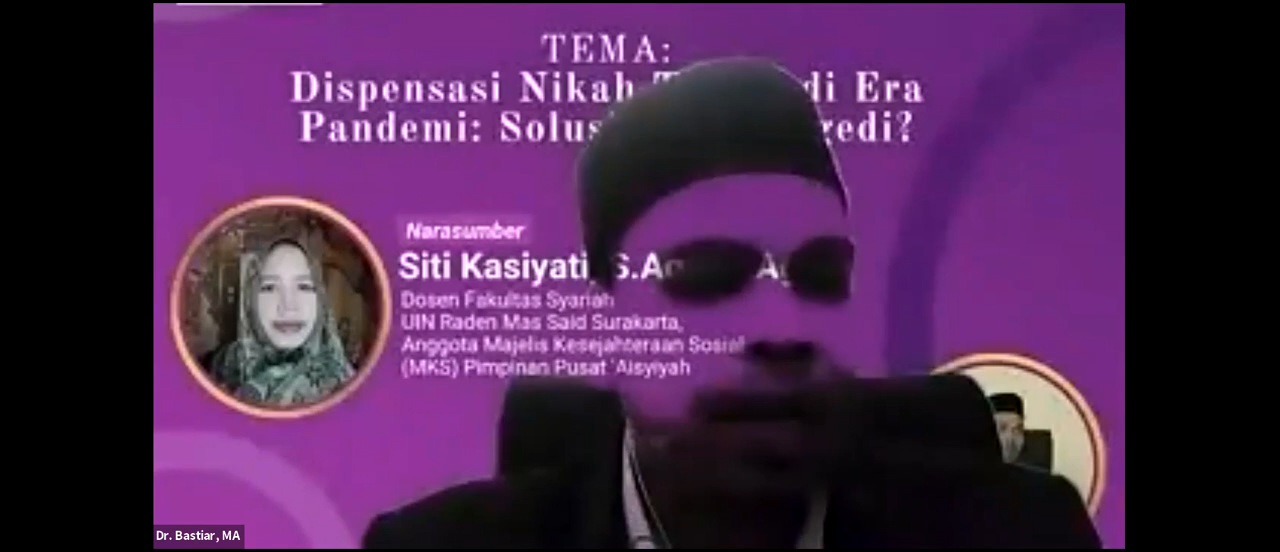 TEMA:
Dispensasi Nikah di Era
Pandemi: Solusi
Narasumber
Siti Kasiyati,
Dosen Fakultas Syariah
UIN Raden Mas Said Surakarta,
Anggota Majelis Kesejahteraan Sosial
(MKS) Pimpinan Pusat 'Aisyiyah
Dr. Bastiar, MA